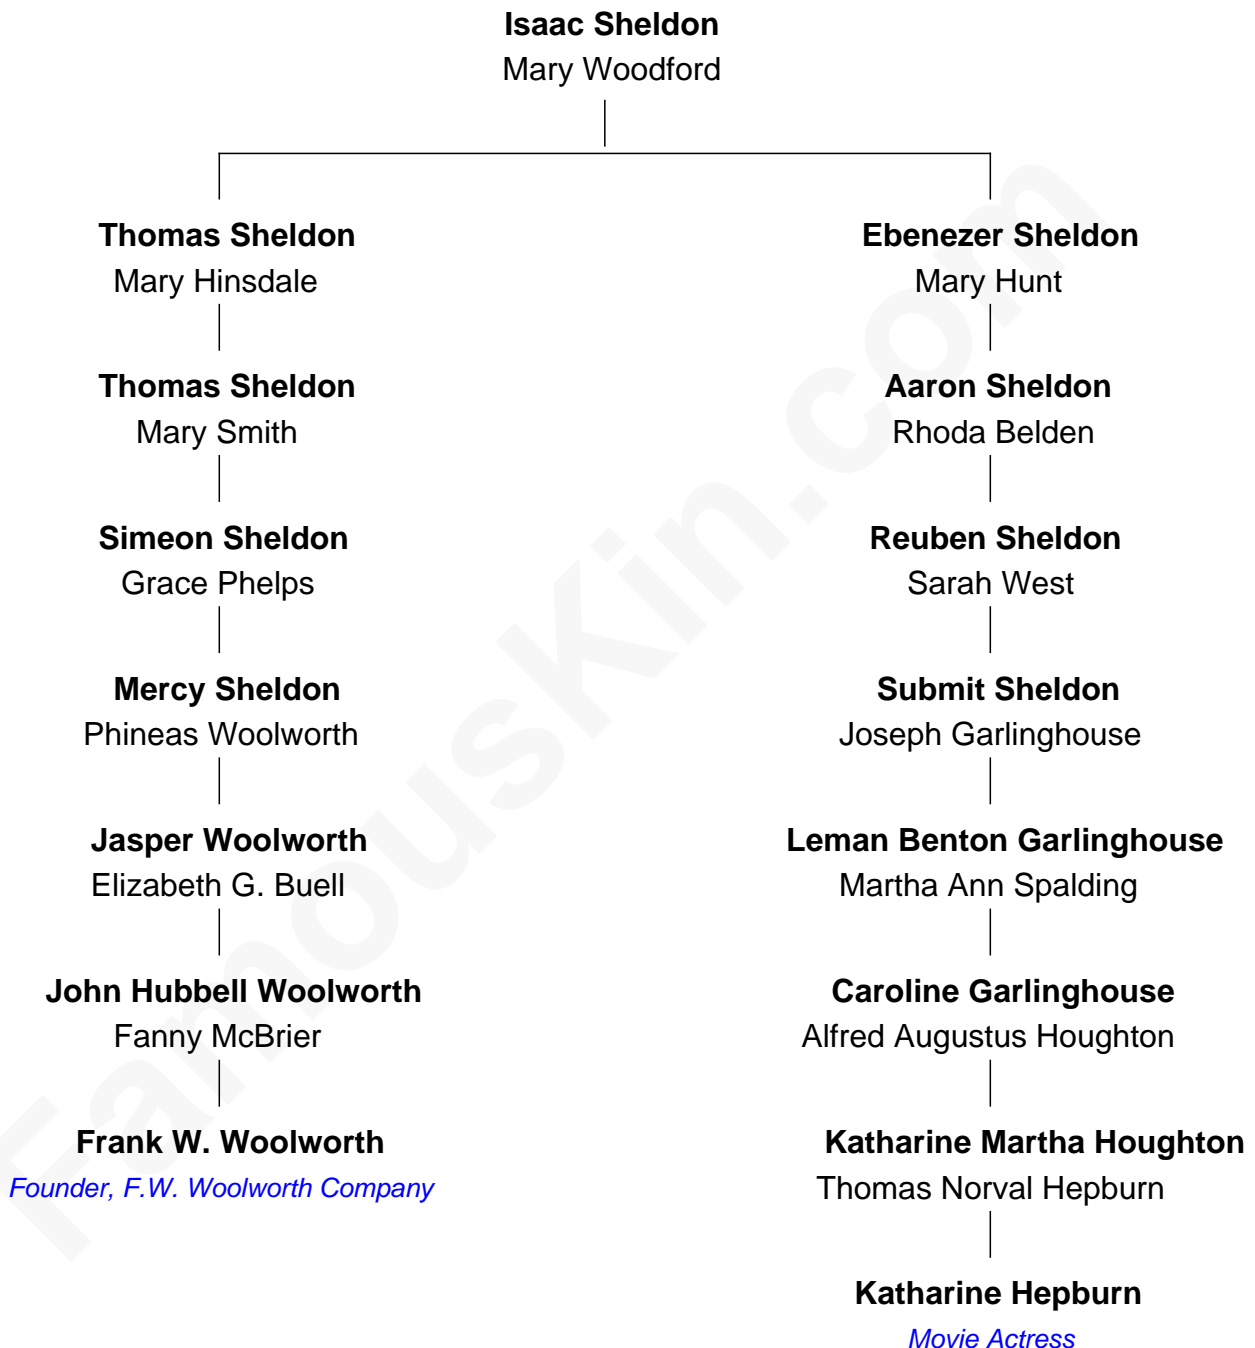 Isaac Sheldon
Mary Woodford
Thomas Sheldon
Mary Hinsdale
Thomas Sheldon
Mary Smith
Simeon Sheldon
Grace Phelps
Mercy Sheldon
Phineas Woolworth
Jasper Woolworth
Elizabeth G. Buell
John Hubbell Woolworth
Fanny McBrier
Frank W. Woolworth
Founder, F.W. Woolworth Company
Ebenezer Sheldon
Mary Hunt
Aaron Sheldon
Rhoda Belden
Reuben Sheldon
Sarah West
Submit Sheldon
Joseph Garlinghouse
Leman Benton Garlinghouse
Martha Ann Spalding
Caroline Garlinghouse
Alfred Augustus Houghton
Katharine Martha Houghton
Thomas Norval Hepburn
Katharine Hepburn
Movie Actress
FamousKin.com